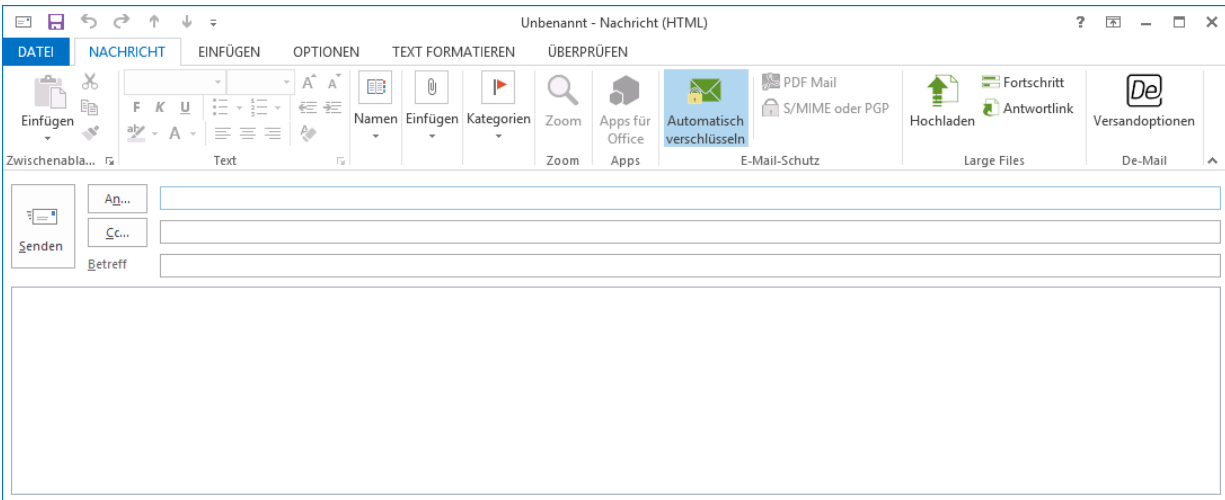 Unbenannt - Nachricht (HTML) ?
DATEI NACHRICHT EINFÜGEN OPTIONEN TEXT FORMATIEREN ÜBERPRÜFEN
Einfügen
F K U
A A
aby A
Zwischenabla... Text
Namen Einfügen Kategorien
Zoom
Zoom
Apps für
Office
Apps
Automatisch
verschlüsseln
PDF Mail
S/MIME oder PGP
E-Mail-Schutz
Hochladen
Fortschritt
Antwortlink
Large Files
De
Versandoptionen
De-Mail
Senden
An...
Cc...
Betreff